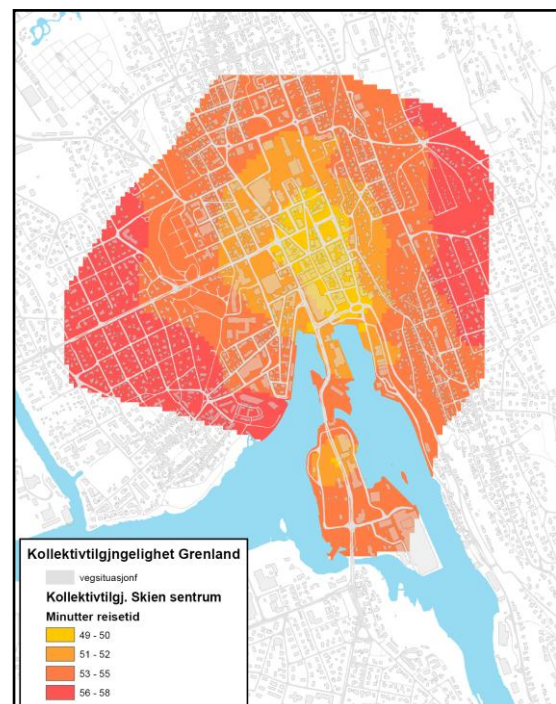 Kollektivtilgjngelighet Grenland
vegsituasjonf
Kollektivtilgj. Skien sentrum
Minutter reisetid
49 - 50
51 - 52
53 - 55
56 - 58